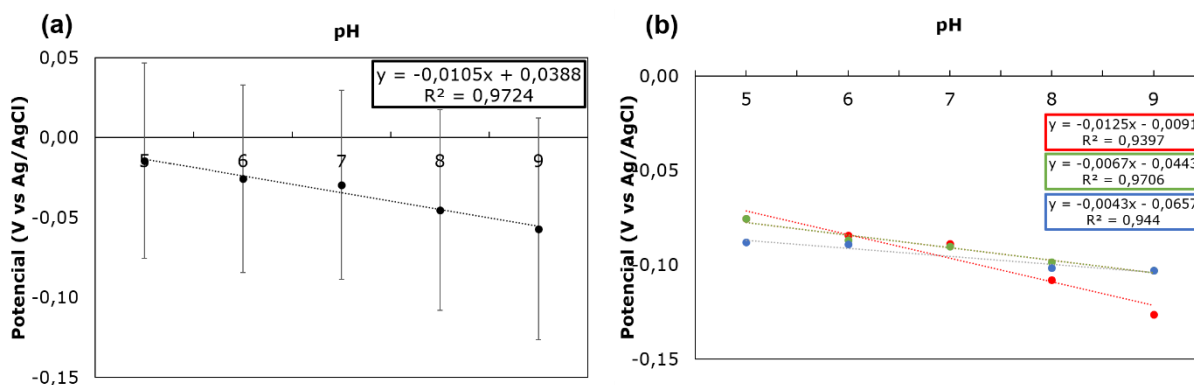 (a)
pH
0,05
0,00
-0,05
-0,10
-0,15
Potencial (V vs Ag/AgCl)
5 6 7 8 9
y = -0,0105x + 0,0388
R² = 0,9724
(b)
pH
0,00
-0,05
-0,10
-0,15
Potencial (V vs Ag/AgCl)
5 6 7 8 9
y = -0,0125x - 0,0091
R² = 0,9397
y = -0,0067x - 0,0443
R² = 0,9706
y = -0,0043x - 0,0657
R² = 0,944